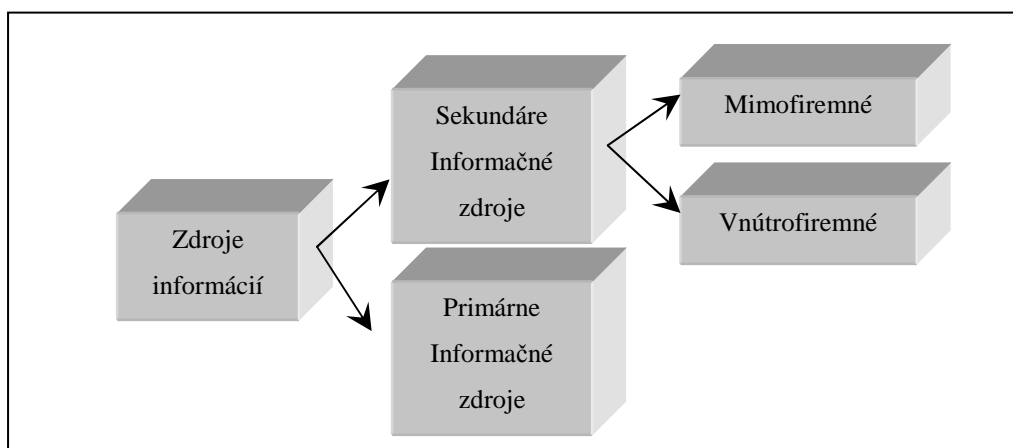 Zdroje
informácií
Sekundáre
Informačné
zdroje
Primárne
Informačné
zdroje
Mimofiremné
Vnútrofiremné